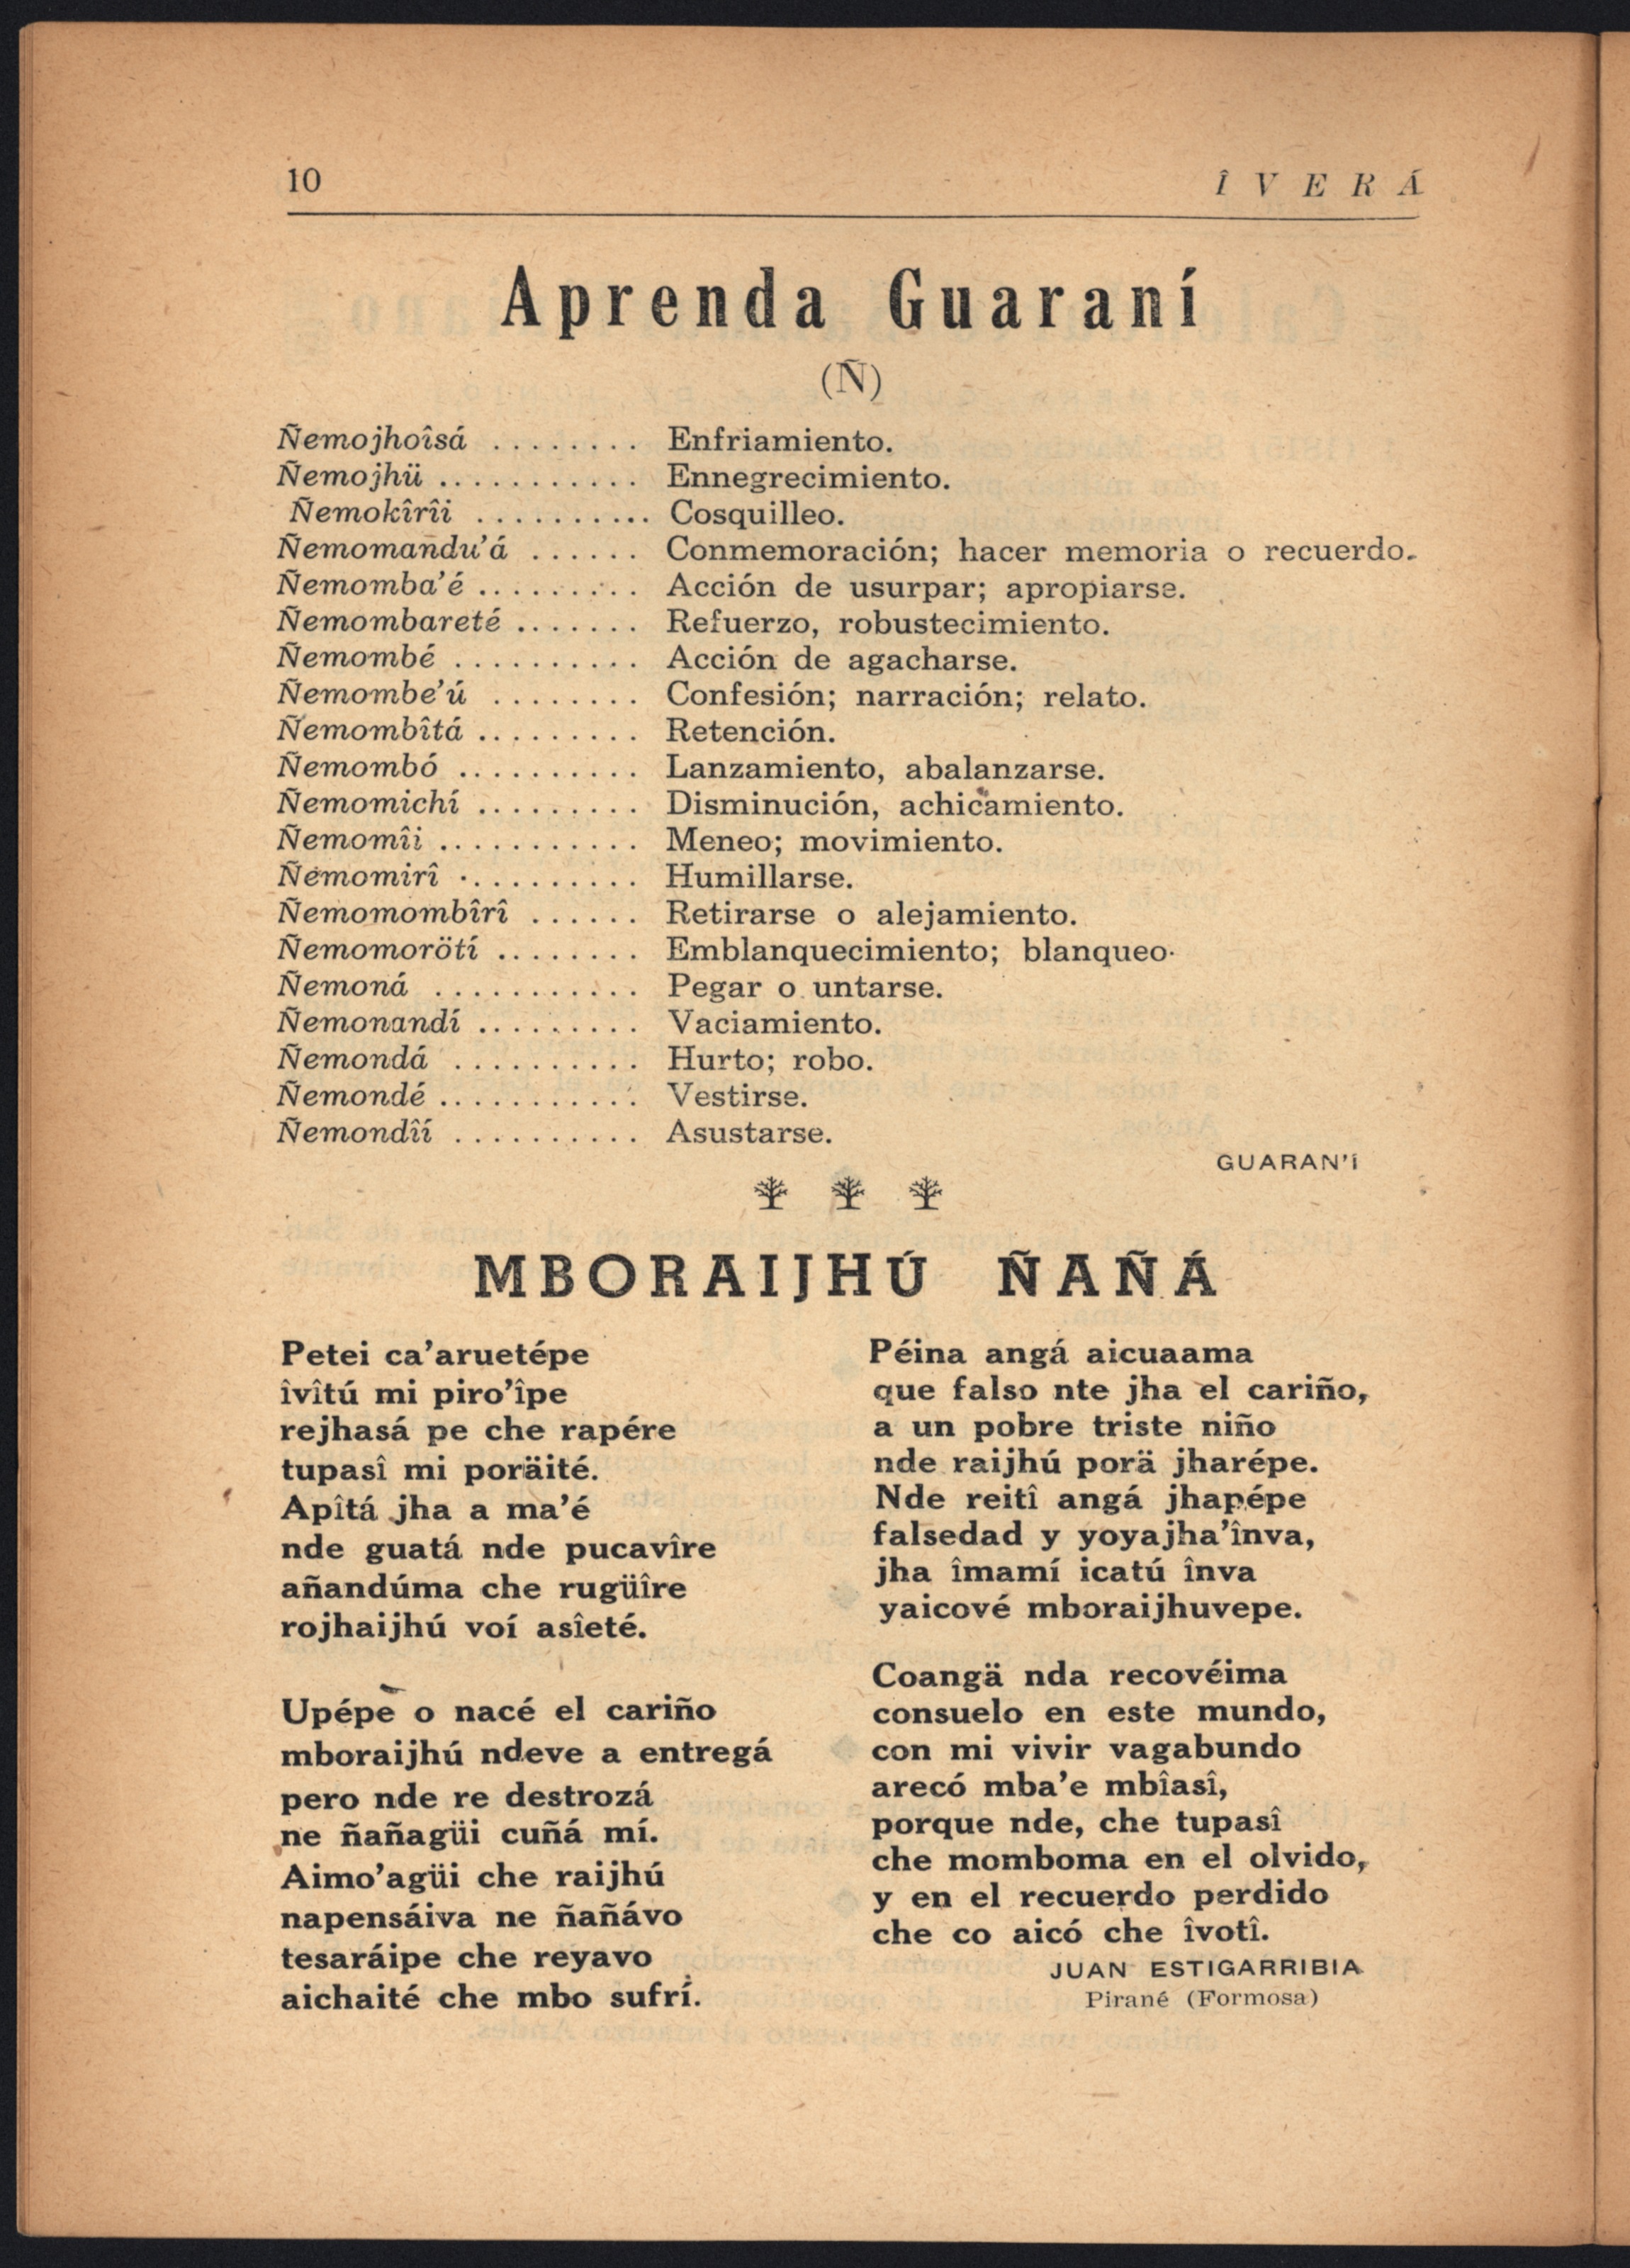 10
Î V E R Á
Aprenda Guaraní
(Ñ)
Ñemojhoîsá ........ Enfriamiento.
Ñemojhü ........... Ennegrecimiento.
Ñemokîrîi .......... Cosquilleo.
Ñemomandu'á ...... Conmemoración; hacer memoria o recuerdo.
Ñemomba'é ......... Acción de usurpar; apropiarse.
Ñemombareté ....... Refuerzo, robustecimiento.
Ñemombé .......... Acción de agacharse.
Ñemombe'ú ........ Confesión; narración; relato.
Ñemombîtá ......... Retención.
Ñemombó .......... Lanzamiento, abalanzarse.
Ñemomichí ......... Disminución, achicamiento.
Ñemomîi ........... Meneo; movimiento.
Ñemomirî .......... Humillarse.
Ñemomombîrî ...... Retirarse o alejamiento.
Ñemomorötí ........ Emblanquecimiento; blanqueo.
Ñemoná ........... Pegar o untarse.
Ñemonandí ......... Vaciamiento.
Ñemondá .......... Hurto; robo.
Ñemondé ........... Vestirse.
Ñemondîí .......... Asustarse.
GUARAN'Í
MBORAIJHÚ ÑAÑÁ
Petei ca'aruetépe
îvîtú mi piro'îpe
rejhasá pe che rapére
tupasî mi poräité.
Apîtá jha a ma'é
nde guatá nde pucavîre
añandúma che rugüîre
rojhaijhú voí asîeté.
Upépe o nacé el cariño
mboraijhú ndeve a entregá
pero nde re destrozá
ne ñañagüi cuñá mí.
Aimo'agüi che raijhú
napensáiva ne ñañávo
tesaráipe che reyavo
aichaité che mbo sufrí.
Péina angá aicuaama
que falso nte jha el cariño,
a un pobre triste niño
nde raijhú porä jharépe.
Nde reitî angá jhapépe
falsedad y yoyajha'înva,
jha îmamí icatú înva
yaicové mboraijhuvepe.
Coangä nda recovéima
consuelo en este mundo,
con mi vivir vagabundo
arecó mba'e mbîasî,
porque nde, che tupasî
che momboma en el olvido,
y en el recuerdo perdido
che co aicó che îvotî.
JUAN ESTIGARRIBIA
Pirané (Formosa)